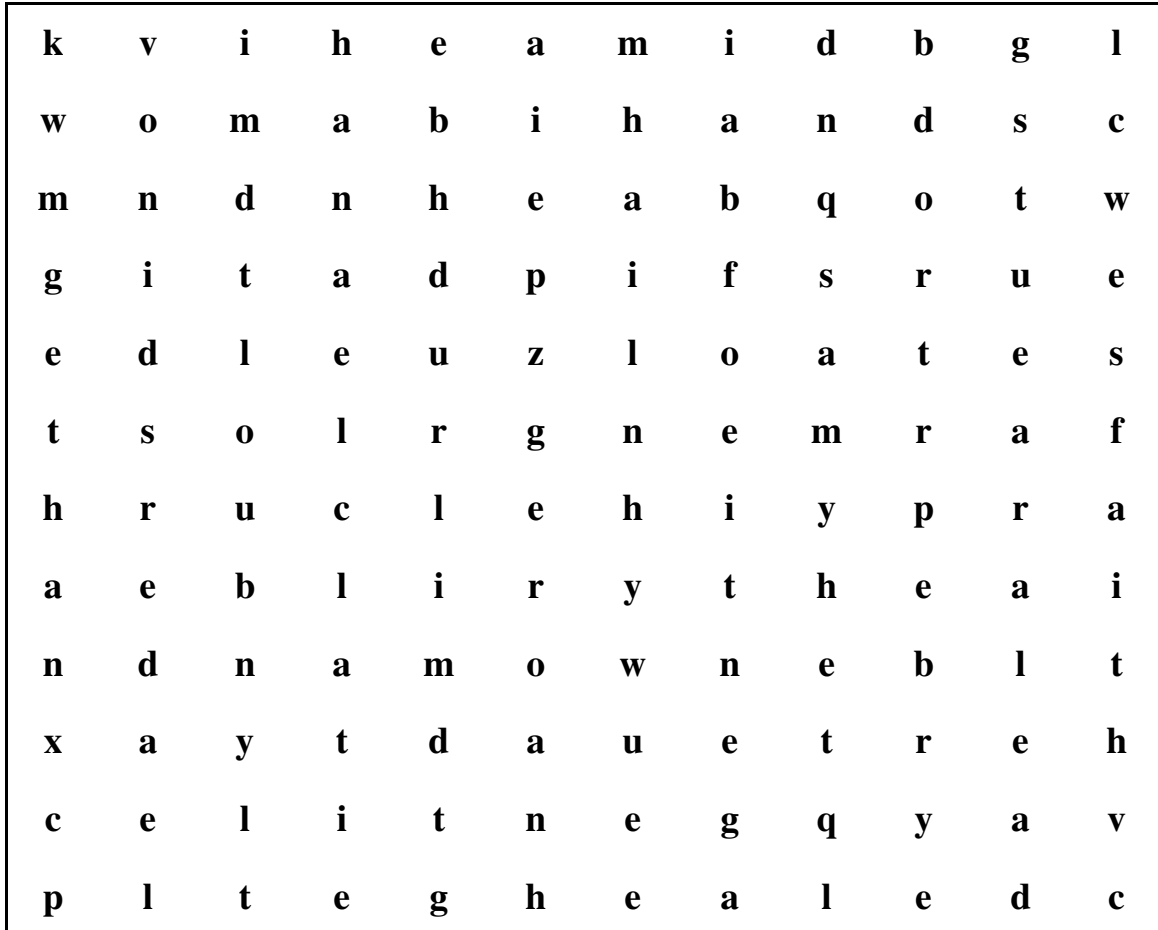 k v i h e a m i d b g l
w o m a b i h a n d s c
m n d n h e a b q o t w
g i t a d p i f s r u e
e d l e u z l o a t e s
t s o l r g n e m r a f
h r u c l e h i y p r a
a e b l i r y t h e a i
n d n a m o w n e b l t
x a y t d a u e t r e h
c e l i t n e g q y a v
p l t e g h e a l e d c